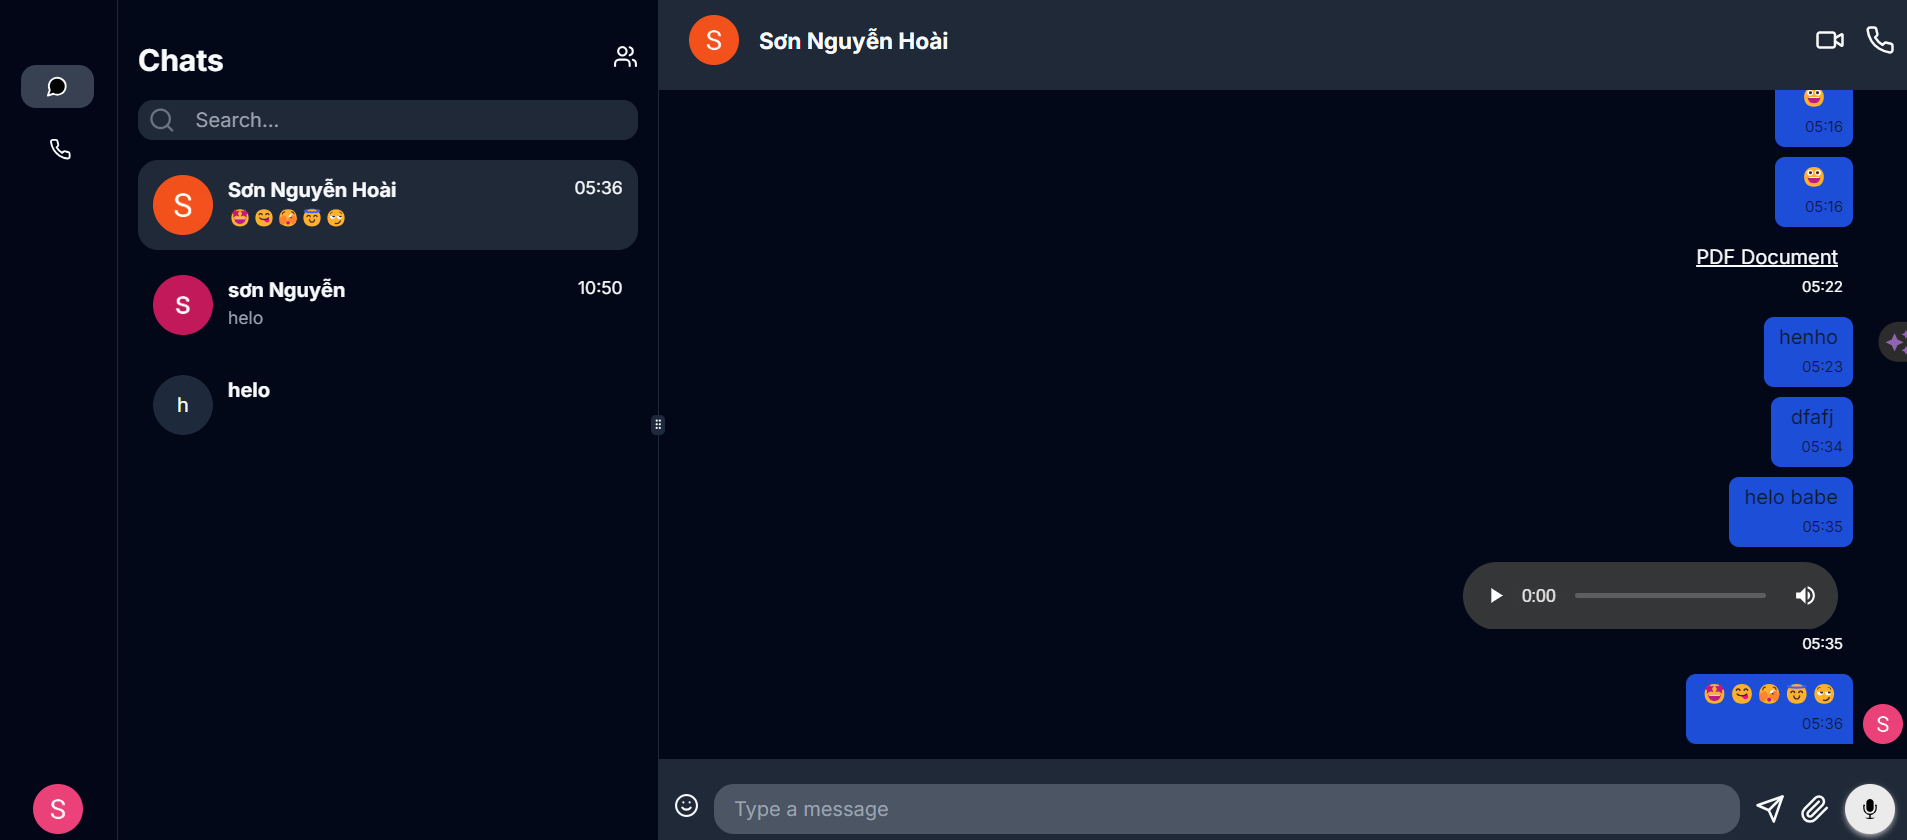 Chats
Search...
S
Sơn Nguyễn Hoài
05:36
🤩 😋 🥵 😇 🙄
S
sơn Nguyễn
10:50
helo
h
helo
S
S
Sơn Nguyễn Hoài
05:16
05:16
PDF Document
05:22
henho
05:23
dfafj
05:34
helo babe
05:35
0:00
05:35
05:36
S
Type a message